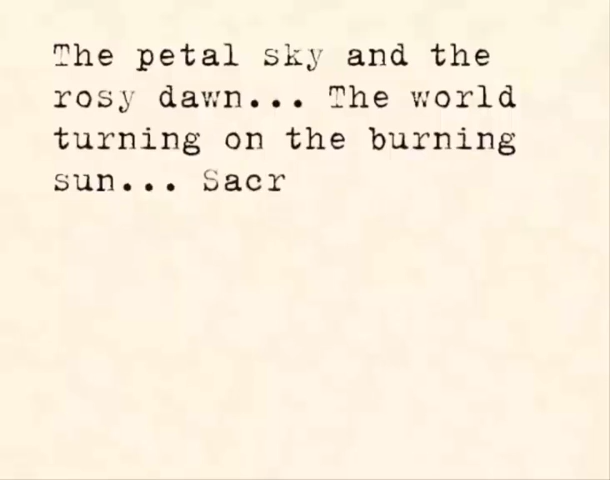 The petal sky and the
rosy dawn... The world
turning on the burning
sun... Sacr